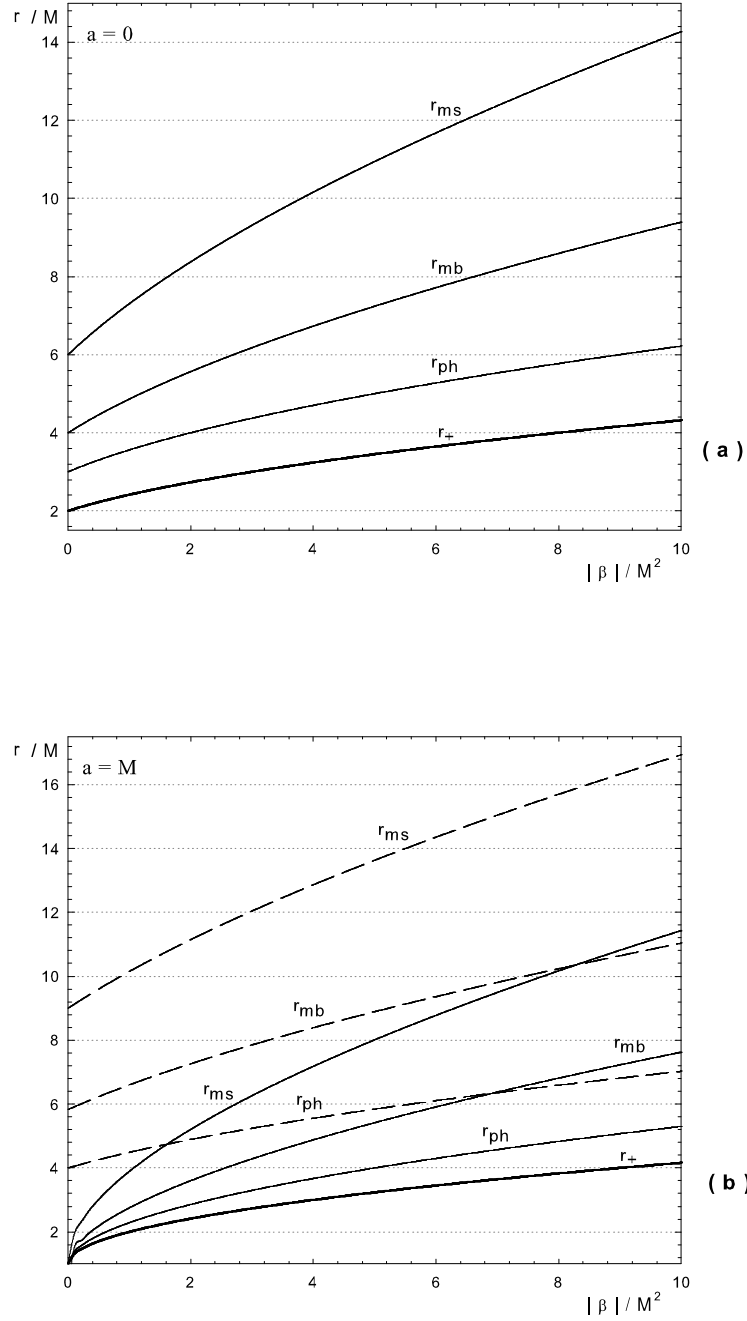 r / M
a = 0
14
12
10
8
6
4
2
r_ms
r_mb
r_ph
r_+
( a )
0 2 4 6 8 10
| β | / M²
r / M
a = M
16
14
12
10
8
6
4
2
r_ms
r_mb
r_mb
r_ms
r_ph
r_ph
r_+
( b )
0 2 4 6 8 10
| β | / M²